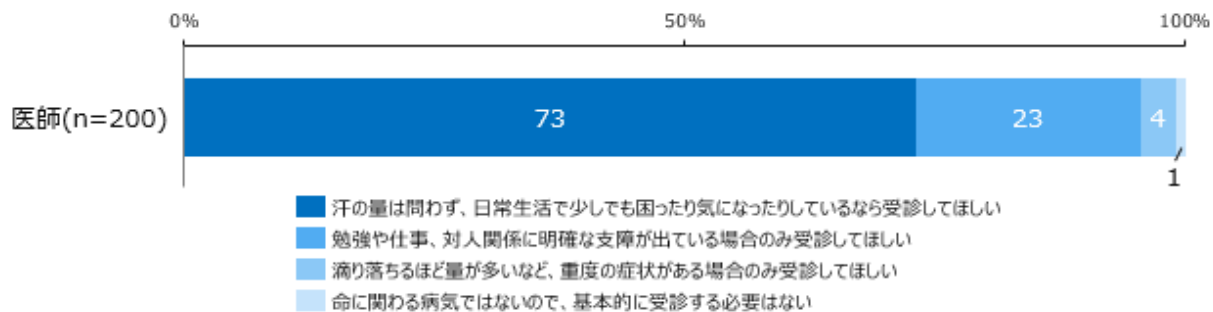 0% 50% 100%
医師(n=200) 73 23 4
1
汗の量は問わず、日常生活で少しでも困ったり気になったりしているなら受診してほしい
勉強や仕事、対人関係に明確な支障が出ている場合のみ受診してほしい
滴り落ちるほど量が多いなど、重度の症状がある場合のみ受診してほしい
命に関わる病気ではないので、基本的に受診する必要はない